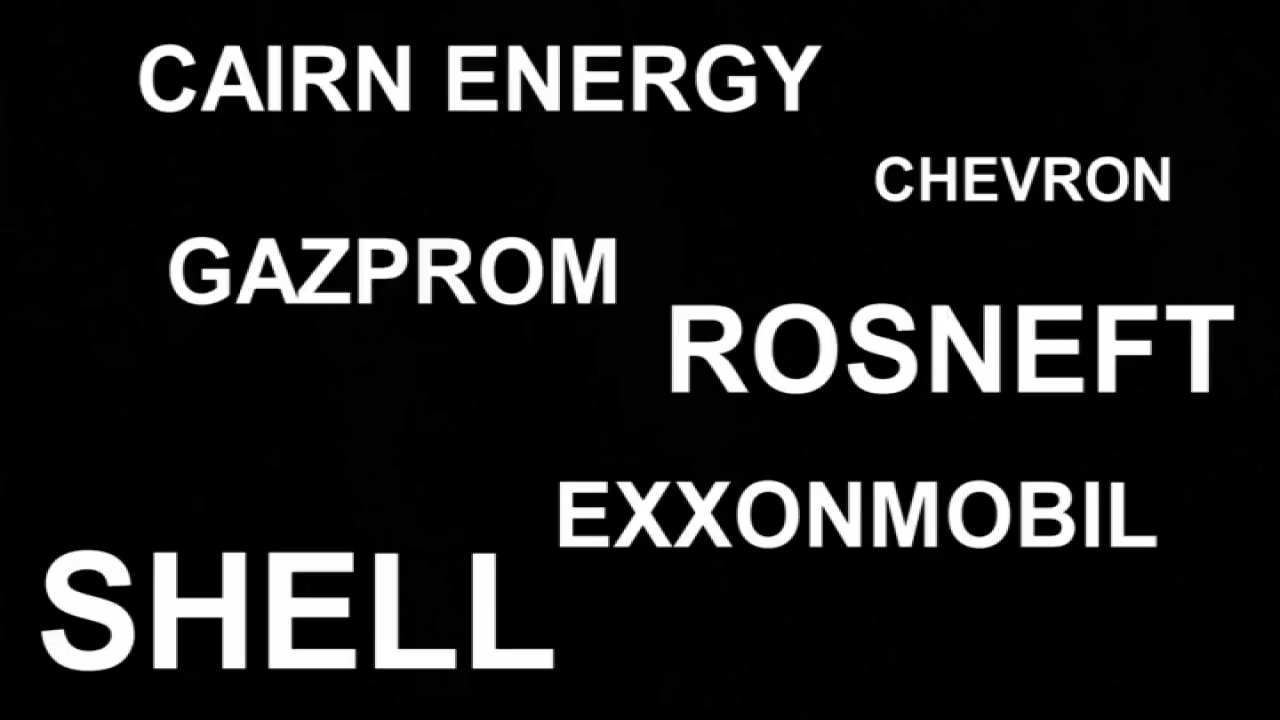 CAIRN ENERGY
CHEVRON
GAZPROM
ROSNEFT
EXXONMOBIL
SHELL